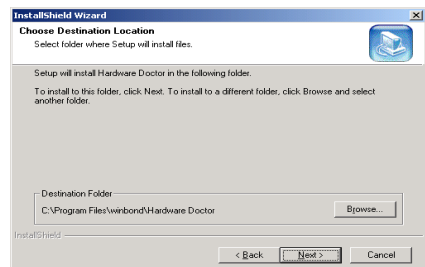 InstallShield Wizard
Choose Destination Location
Select folder where Setup will install files.
Setup will install Hardware Doctor in the following folder.
To install to this folder, click Next. To install to a different folder, click Browse and select
another folder.
Destination Folder
C:\Program Files\winbond\Hardware Doctor
Browse...
InstallShield
< Back
Next >
Cancel